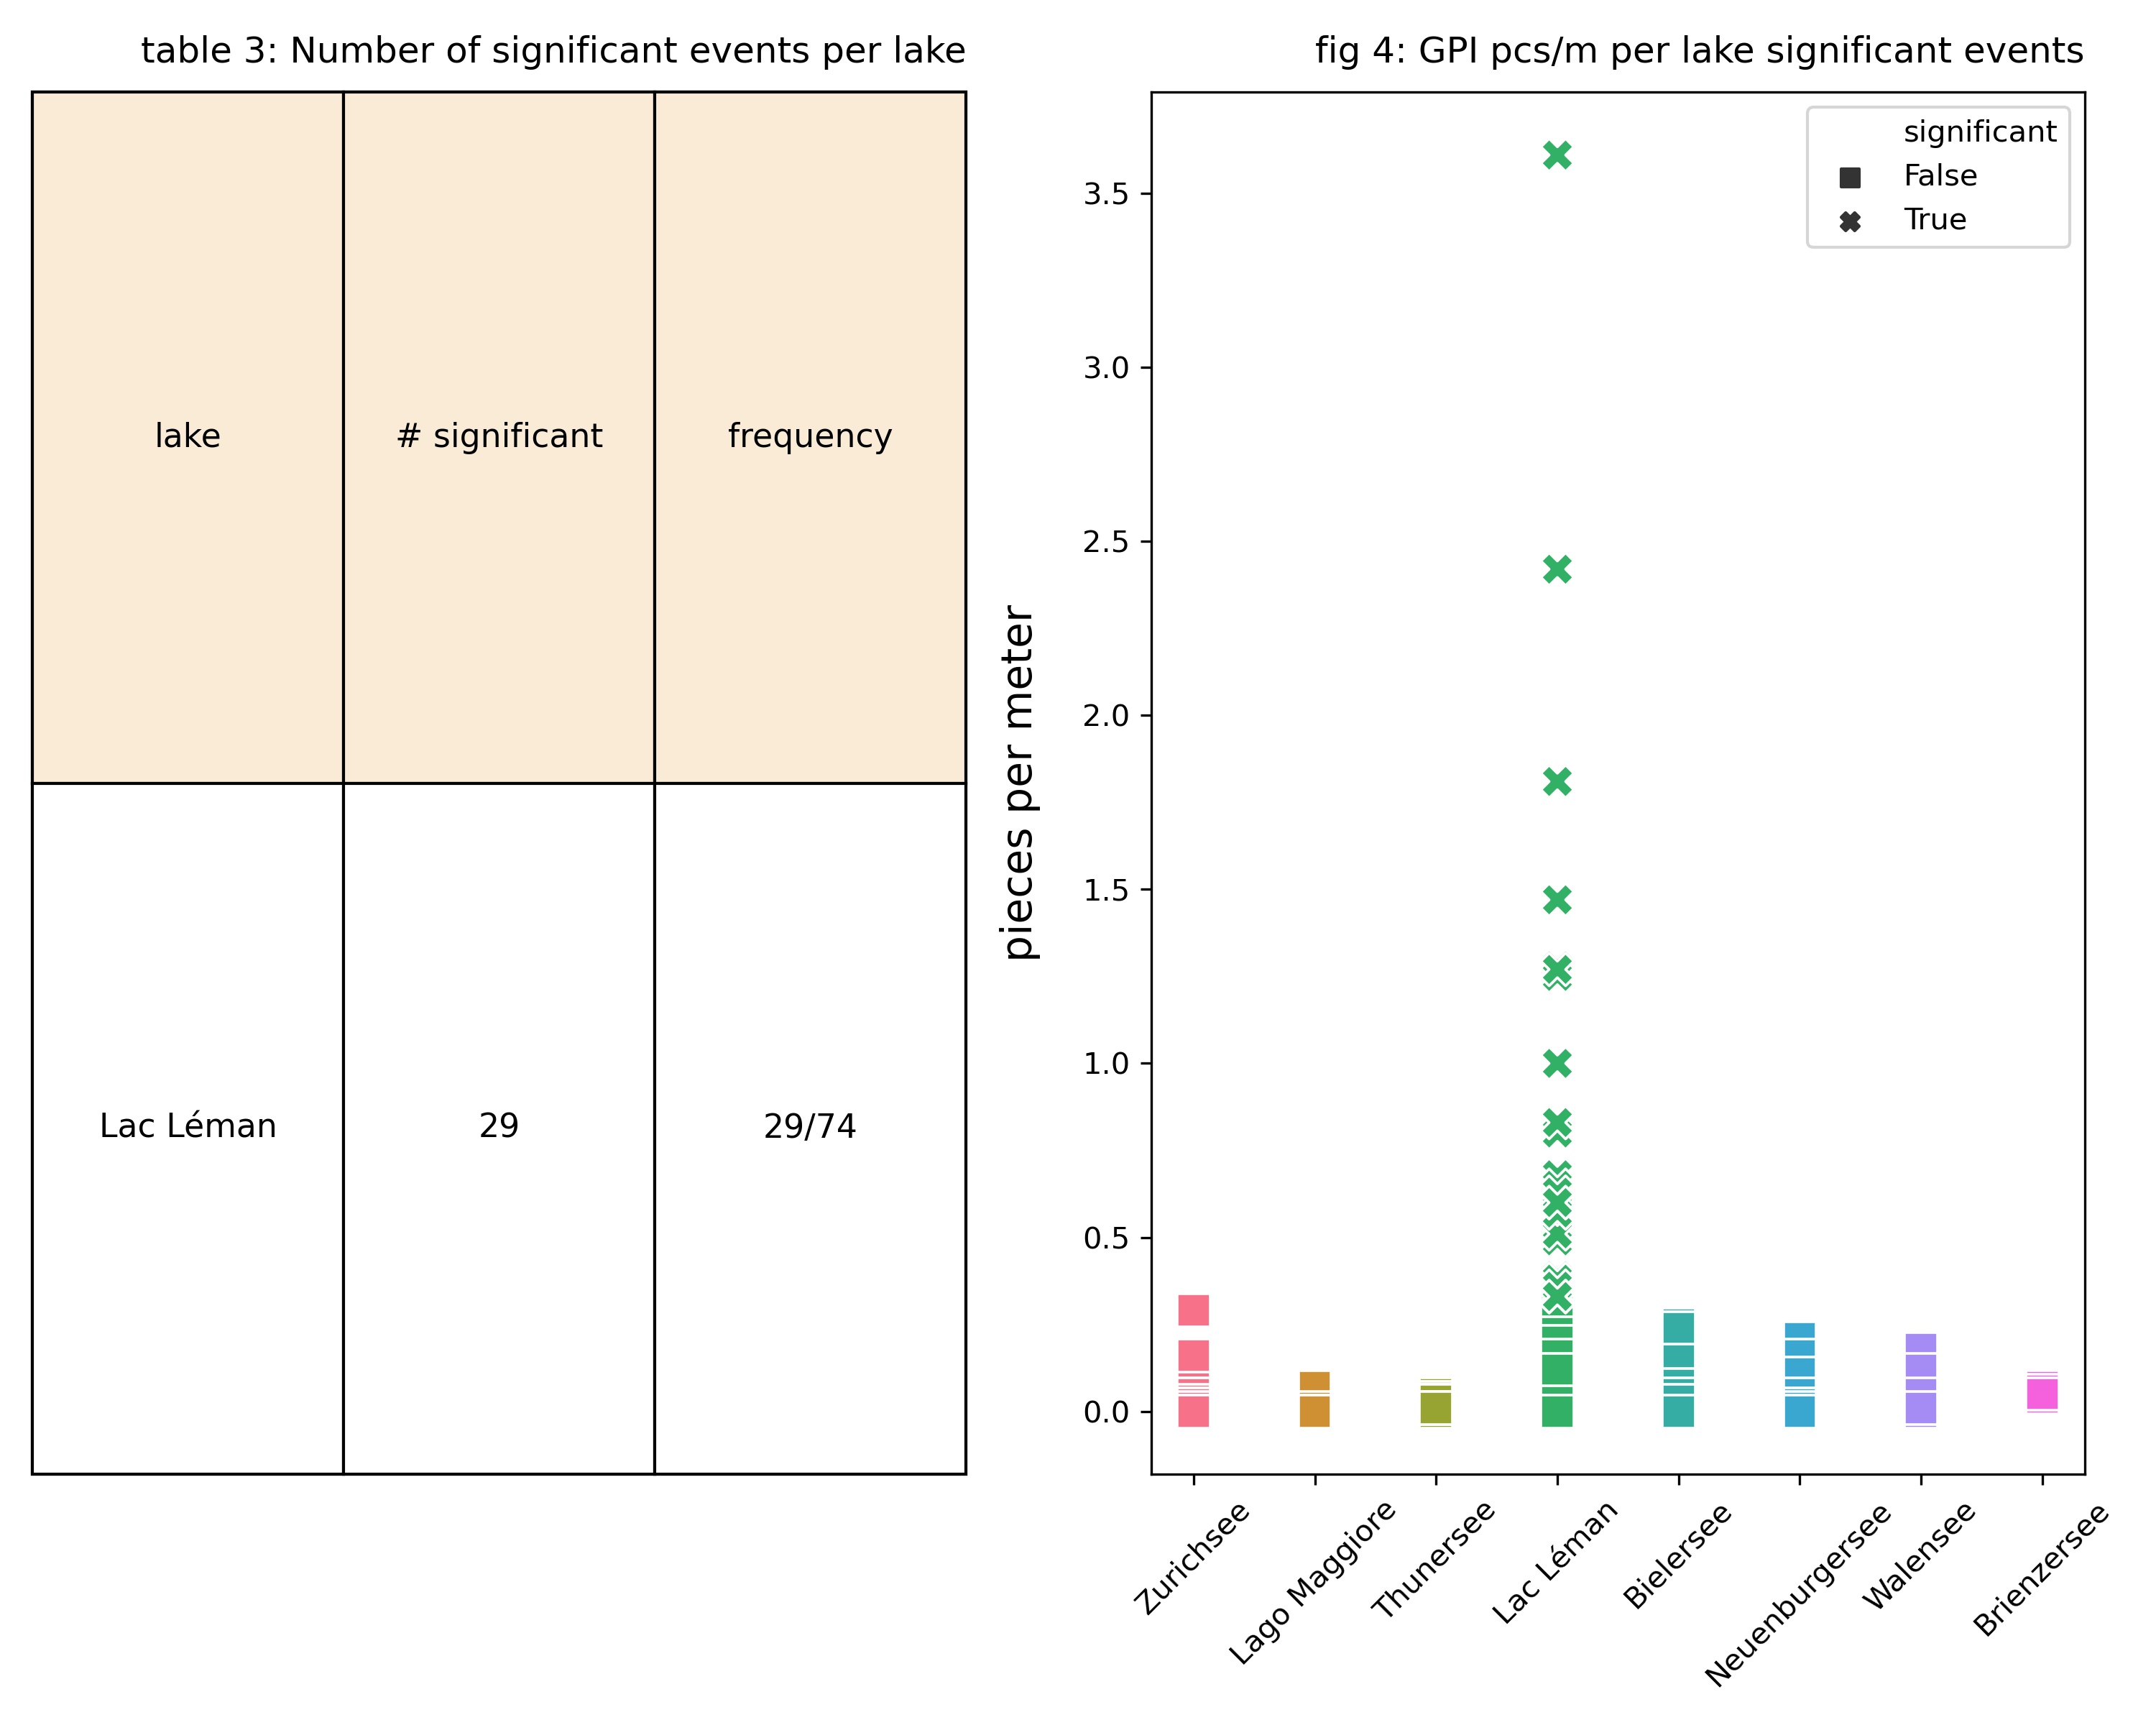 table 3: Number of significant events per lake
lake # significant frequency
Lac Léman 29 29/74
fig 4: GPI pcs/m per lake significant events
significant
False
True
pieces per meter
3.5
3.0
2.5
2.0
1.5
1.0
0.5
0.0
Zurichsee
Lago Maggiore
Thunersee
Lac Léman
Bielersee
Neuenburgersee
Walensee
Brienzersee